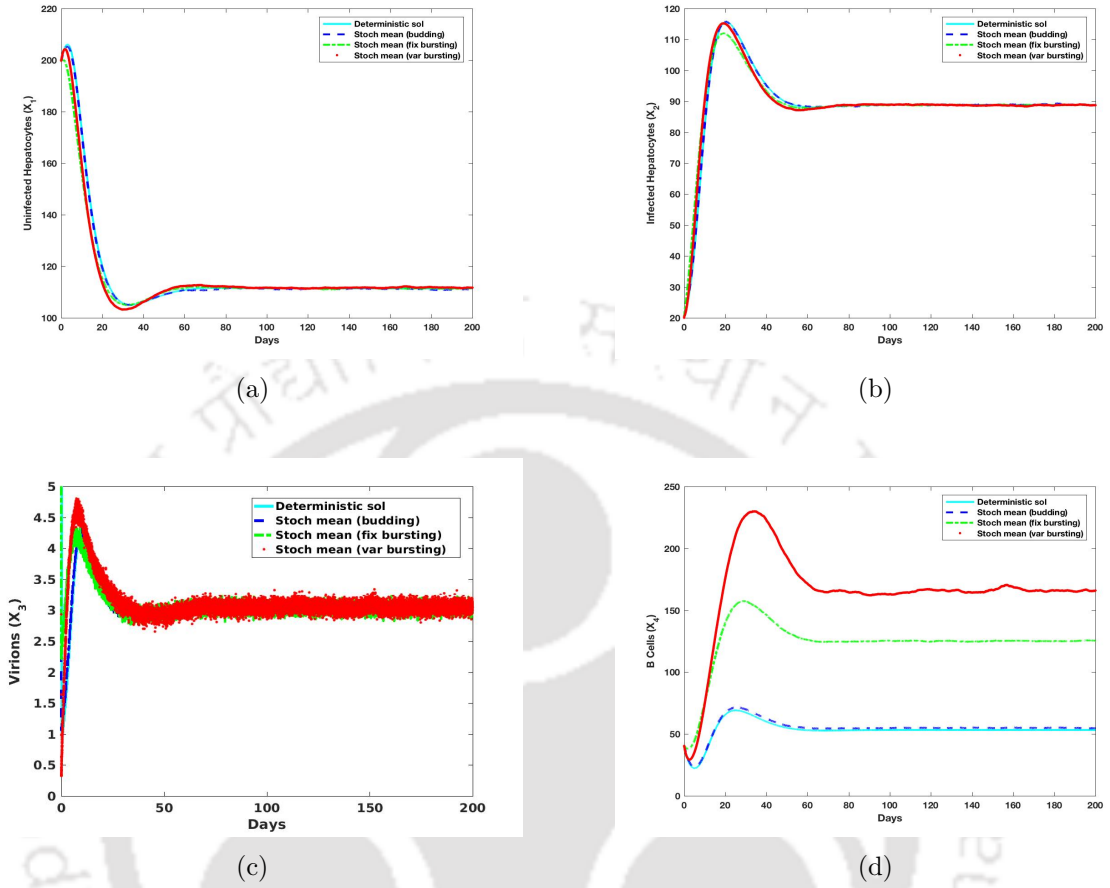 220
200
180
160
140
120
100
0 20 40 60 80 100 120 140 160 180 200
Uninfected Hepatocytes (X1)
Days
Deterministic sol
Stoch mean (budding)
Stoch mean (fix bursting)
Stoch mean (var bursting)
(a)
120
110
100
90
80
70
60
50
40
30
20
0 20 40 60 80 100 120 140 160 180 200
Infected Hepatocytes (X2)
Days
Deterministic sol
Stoch mean (budding)
Stoch mean (fix bursting)
Stoch mean (var bursting)
(b)
5
4.5
4
3.5
3
2.5
2
1.5
1
0.5
0
0 50 100 150 200
Virions (X3)
Days
Deterministic sol
Stoch mean (budding)
Stoch mean (fix bursting)
Stoch mean (var bursting)
(c)
250
200
150
100
50
0
0 20 40 60 80 100 120 140 160 180 200
B Cells (X4)
Days
Deterministic sol
Stoch mean (budding)
Stoch mean (fix bursting)
Stoch mean (var bursting)
(d)